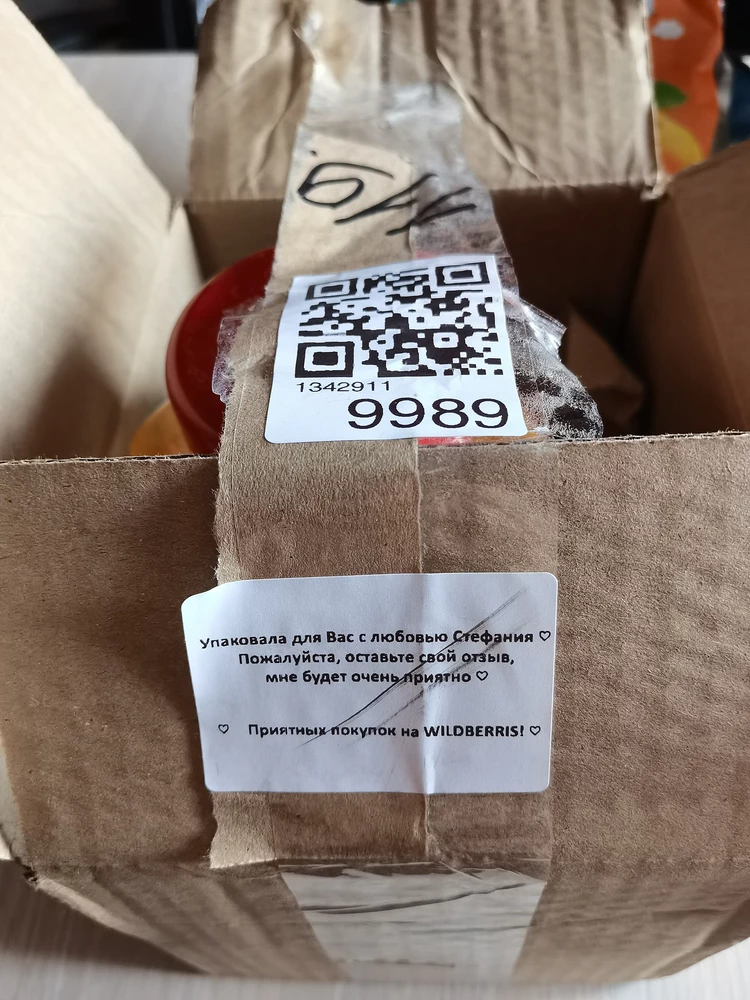 1342911
9989
Упаковала для Вас с любовью Стефания ♡
Пожалуйста, оставьте свой отзыв,
мне будет очень приятно ♡
♡ Приятных покупок на WILDBERRIS! ♡